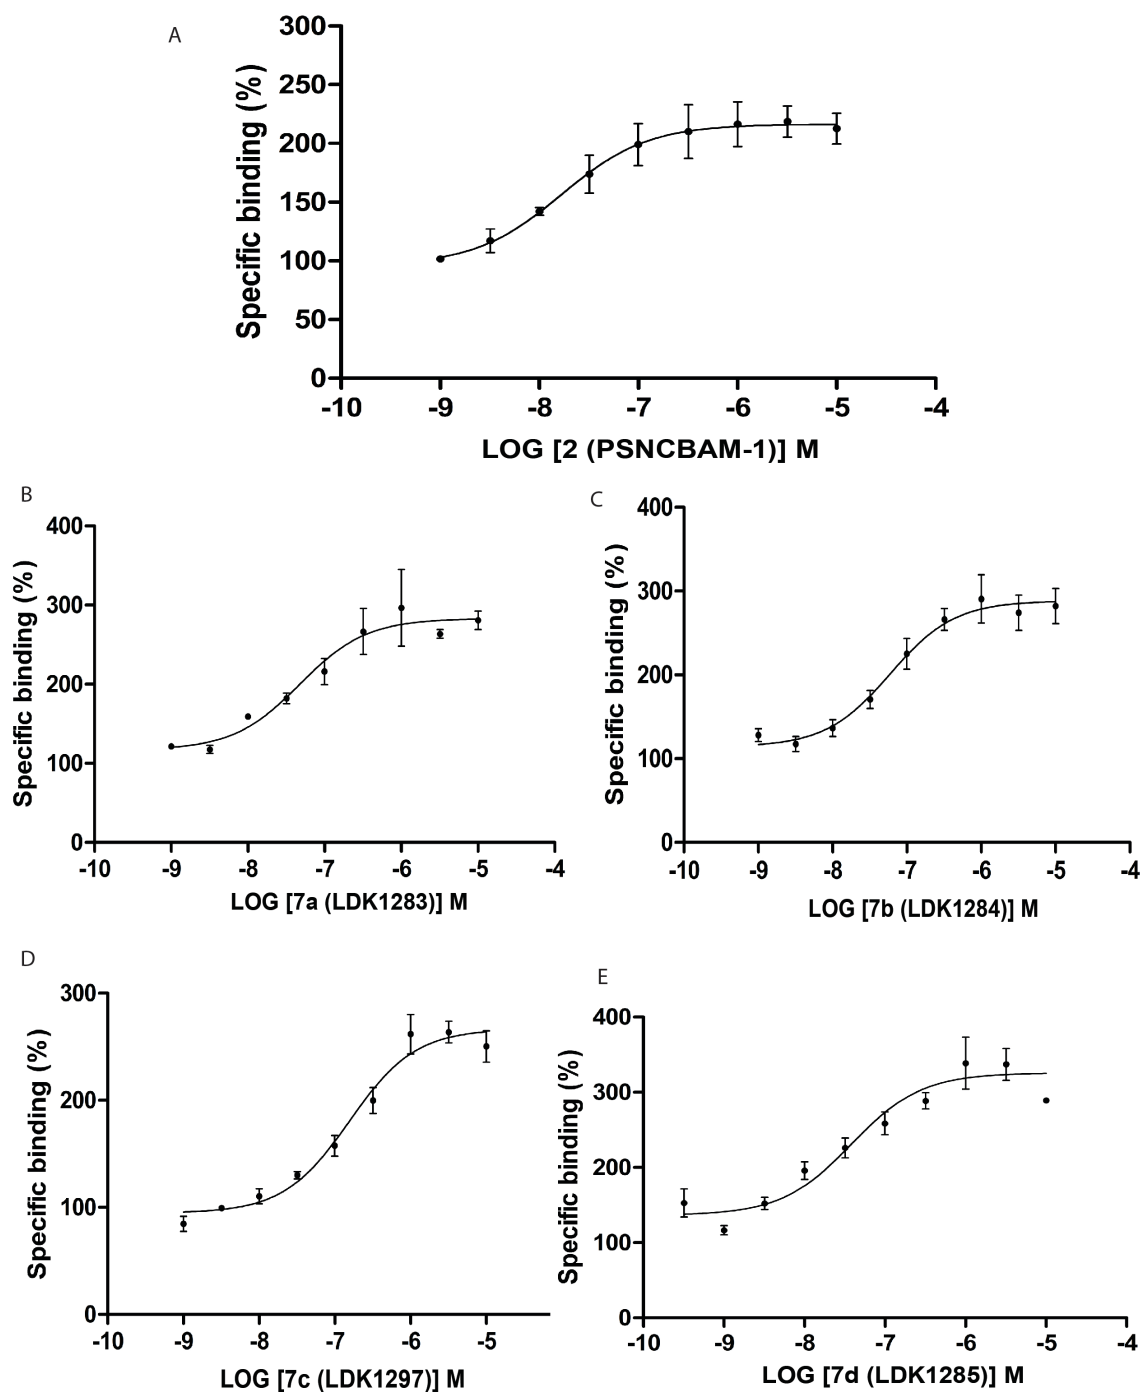 A
Specific binding (%)
300
250
200
150
100
50
0
-10 -9 -8 -7 -6 -5 -4
LOG [2 (PSNCBAM-1)] M
B
Specific binding (%)
400
300
200
100
0
-10 -9 -8 -7 -6 -5 -4
LOG [7a (LDK1283)] M
C
Specific binding (%)
400
300
200
100
0
-10 -9 -8 -7 -6 -5 -4
LOG [7b (LDK1284)] M
D
Specific binding (%)
300
200
100
0
-10 -9 -8 -7 -6 -5
LOG [7c (LDK1297)] M
E
Specific binding (%)
400
300
200
100
0
-10 -9 -8 -7 -6 -5 -4
LOG [7d (LDK1285)] M